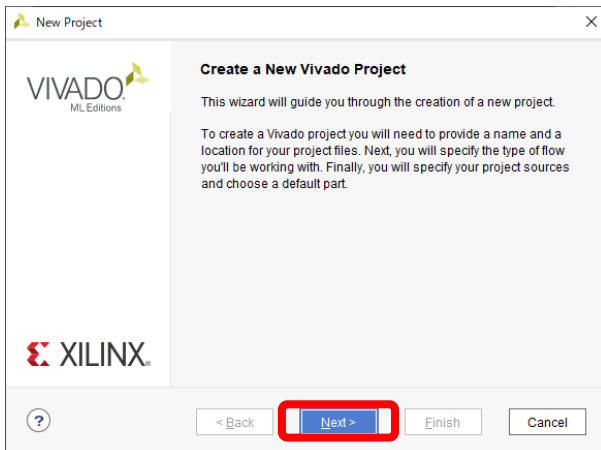 New Project
VIVADO.
ML Editions
Create a New Vivado Project
This wizard will guide you through the creation of a new project.
To create a Vivado project you will need to provide a name and a
location for your project files. Next, you will specify the type of flow
you'll be working with. Finally, you will specify your project sources
and choose a default part.
XILINX.
?
< Back
Next >
Finish
Cancel